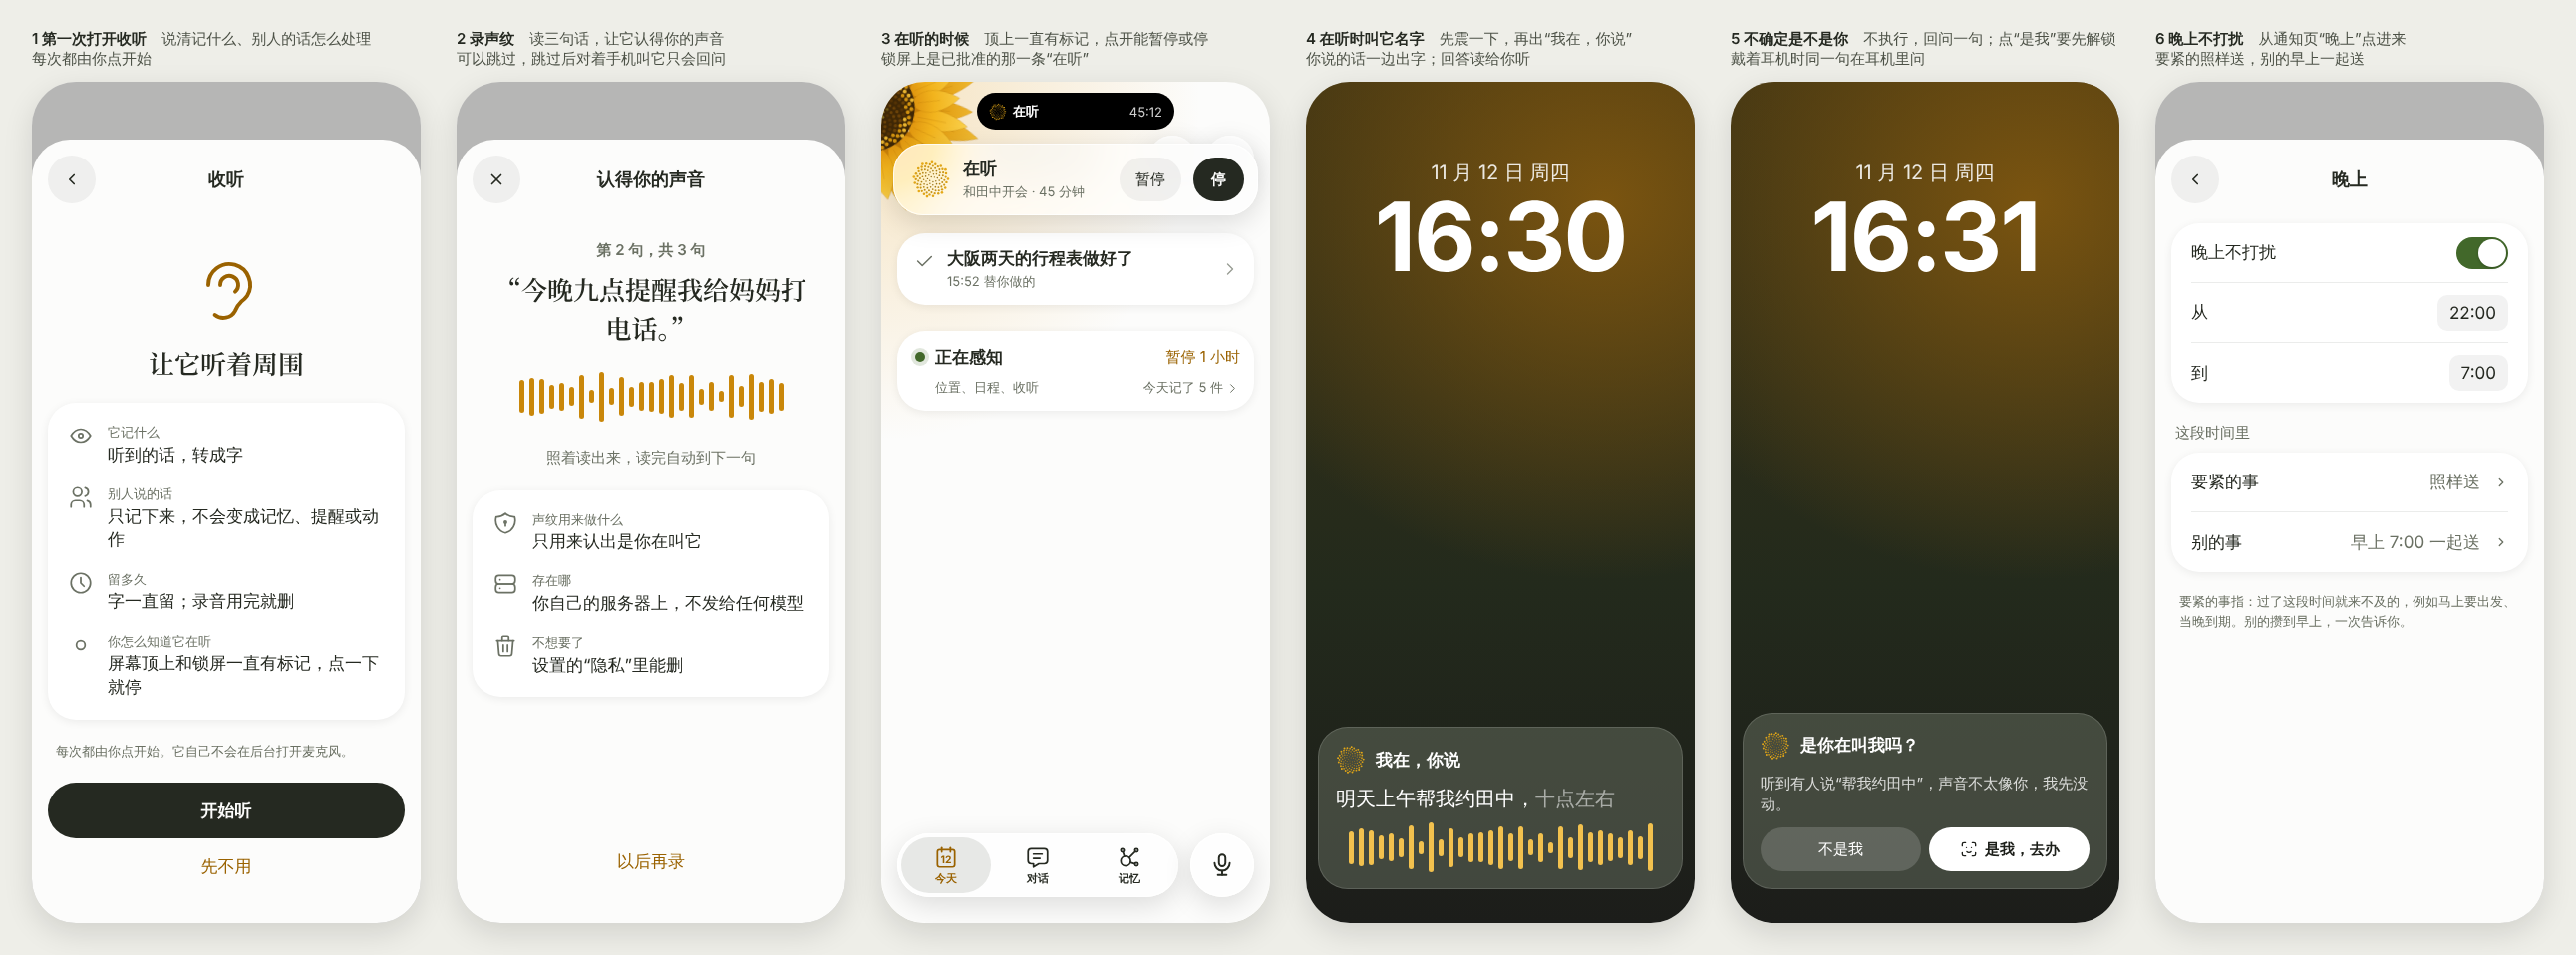 1 第一次打开收听 说清记什么、别人的话怎么处理
每次都由你点开始
收听
让它听着周围
它记什么
听到的话，转成字
别人说的话
只记下来，不会变成记忆、提醒或动
作
留多久
字一直留；录音用完就删
你怎么知道它在听
屏幕顶上和锁屏一直有标记，点一下
就停
每次都由你点开始。它自己不会在后台打开麦克风。
开始听
先不用
2 录声纹 读三句话，让它认得你的声音
可以跳过，跳过后对着手机叫它只会回问
认得你的声音
第 2 句，共 3 句
“今晚九点提醒我给妈妈打
电话。”
照着读出来，读完自动到下一句
声纹用来做什么
只用来认出是你在叫它
存在哪
你自己的服务器上，不发给任何模型
不想要了
设置的“隐私”里能删
以后再录
3 在听的时候 顶上一直有标记，点开能暂停或停
锁屏上是已批准的那一条“在听”
在听 45:12
在听
和田中开会 · 45 分钟
暂停
停
大阪两天的行程表做好了
15:52 替你做的
正在感知 暂停 1 小时
位置、日程、收听 今天记了 5 件
12
今天 对话 记忆
4 在听时叫它名字 先震一下，再出“我在，你说”
你说的话一边出字；回答读给你听
11 月 12 日 周四
16:30
我在，你说
明天上午帮我约田中，十点左右
5 不确定是不是你 不执行，回问一句；点“是我”要先解锁
戴着耳机时同一句在耳机里问
11 月 12 日 周四
16:31
是你在叫我吗？
听到有人说“帮我约田中”，声音不太像你，我先没
动。
不是我 是我，去办
6 晚上不打扰 从通知页“晚上”点进来
要紧的照样送，别的早上一起送
晚上
晚上不打扰
从 22:00
到 7:00
这段时间里
要紧的事 照样送
别的事 早上 7:00 一起送
要紧的事指：过了这段时间就来不及的，例如马上要出发、
当晚到期。别的攒到早上，一次告诉你。